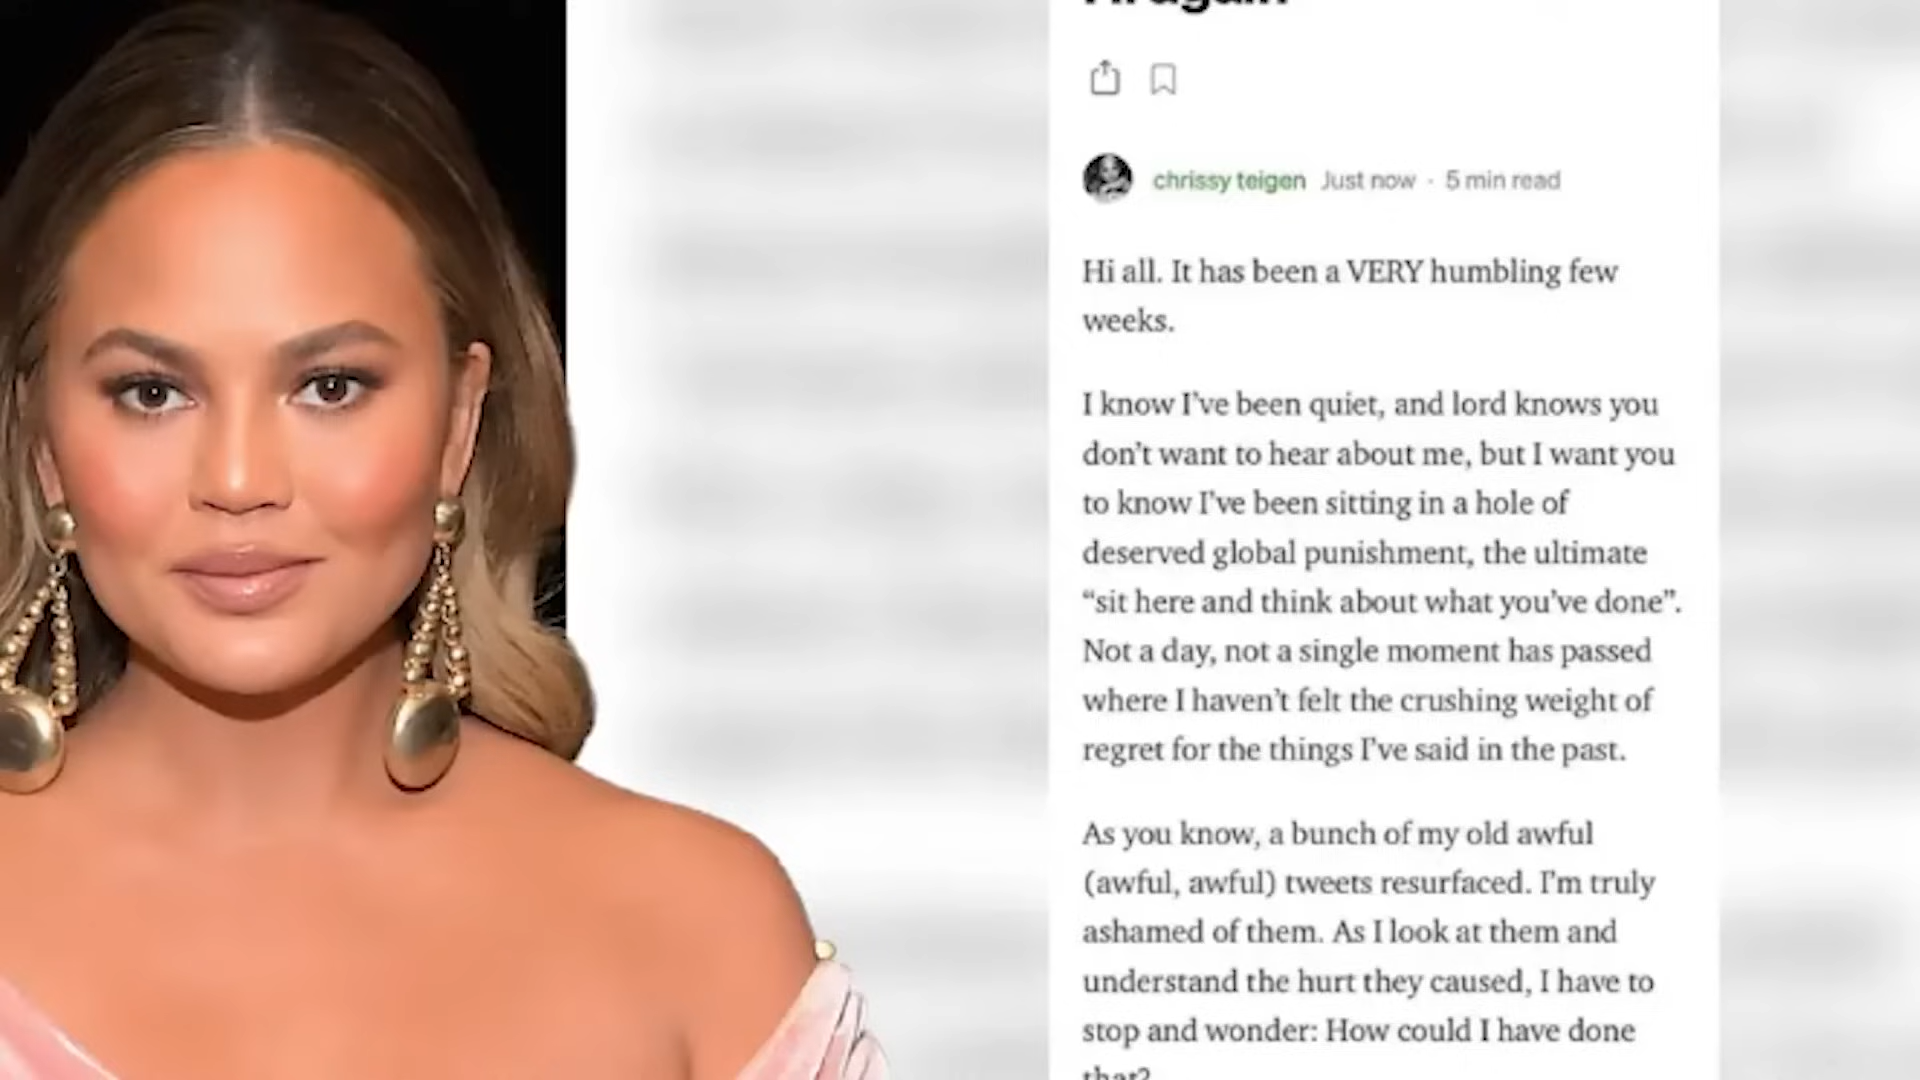 again
chrissy teigen Just now · 5 min read
Hi all. It has been a VERY humbling few
weeks.
I know I’ve been quiet, and lord knows you
don’t want to hear about me, but I want you
to know I’ve been sitting in a hole of
deserved global punishment, the ultimate
“sit here and think about what you’ve done”.
Not a day, not a single moment has passed
where I haven’t felt the crushing weight of
regret for the things I’ve said in the past.
As you know, a bunch of my old awful
(awful, awful) tweets resurfaced. I’m truly
ashamed of them. As I look at them and
understand the hurt they caused, I have to
stop and wonder: How could I have done
that?